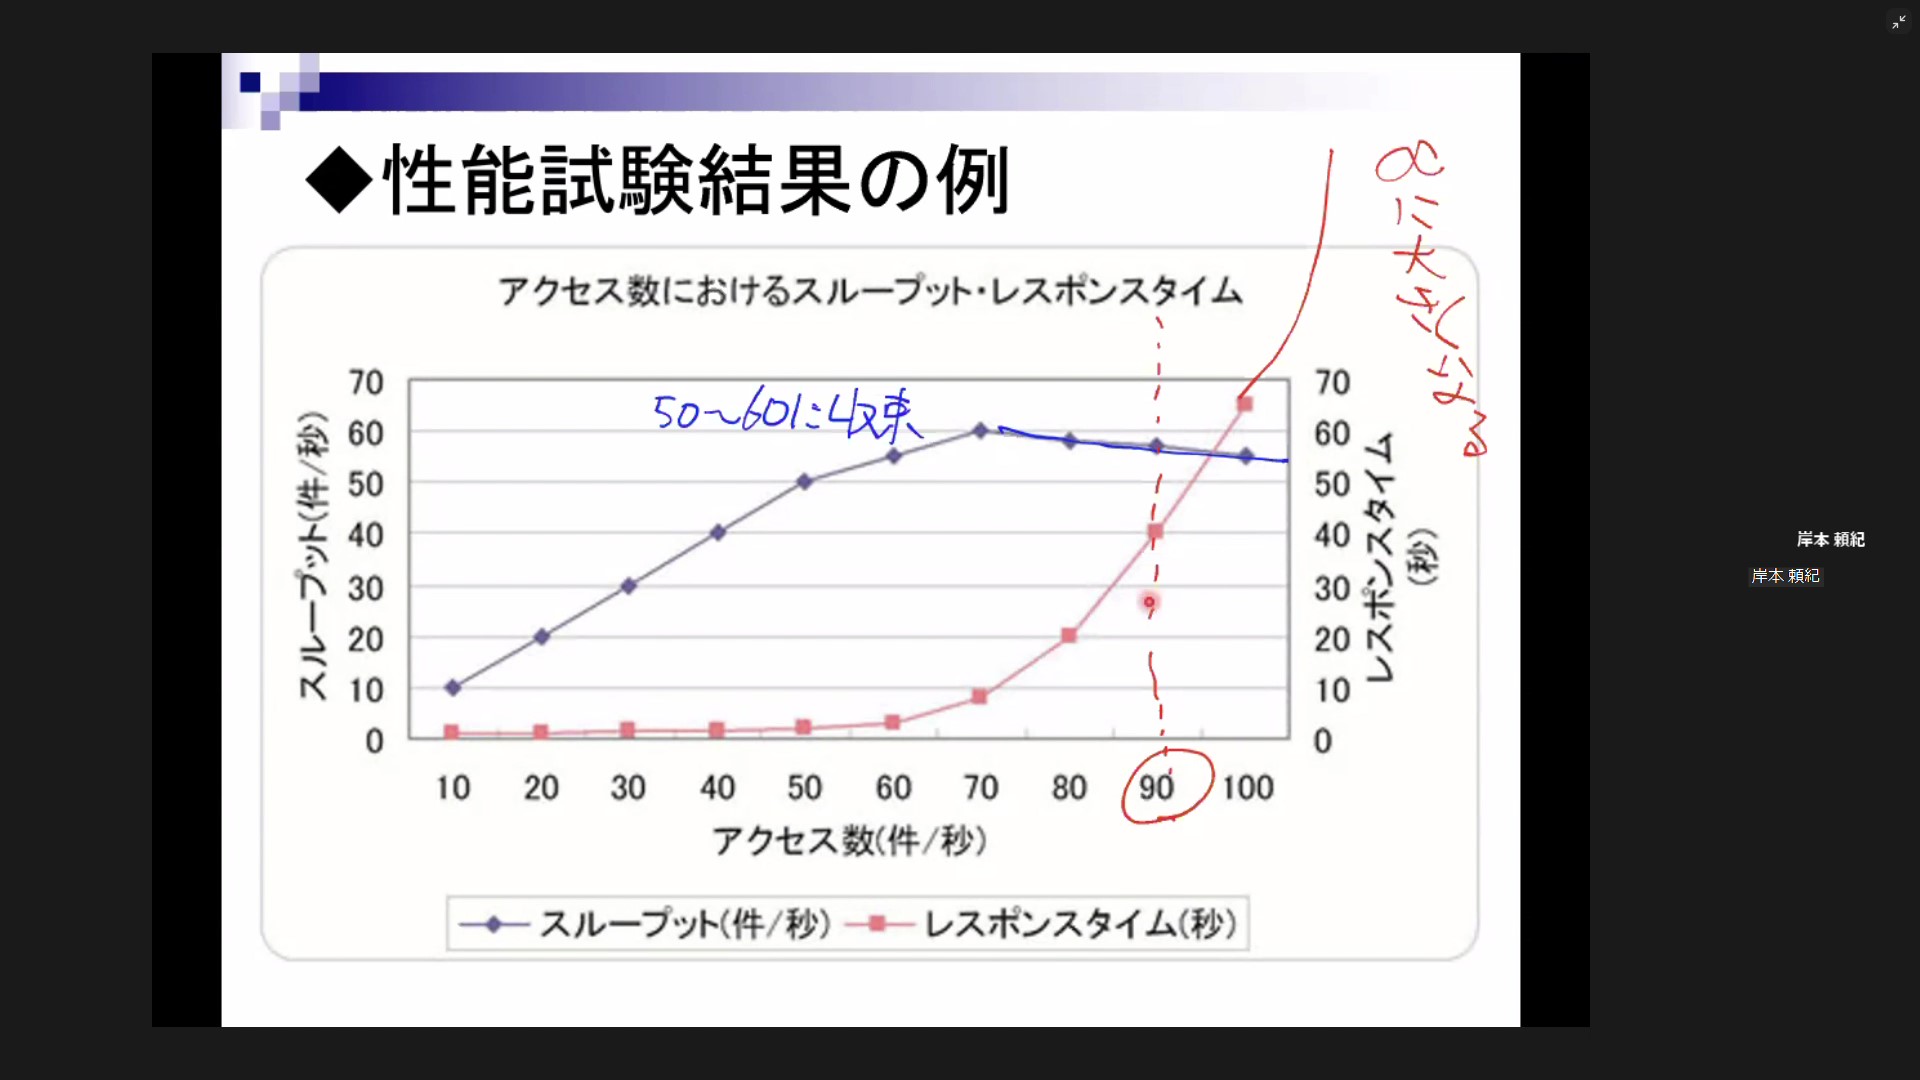 ◆性能試験結果の例
アクセス数におけるスループット・レスポンスタイム
50〜60に収束
∞に大きくなる
スループット(件/秒)
70
60
50
40
30
20
10
0
70
60
50
40
30
20
10
0
レスポンスタイム
(秒)
10 20 30 40 50 60 70 80 90 100
アクセス数(件/秒)
スループット(件/秒) レスポンスタイム(秒)
岸本 頼紀
岸本 頼紀